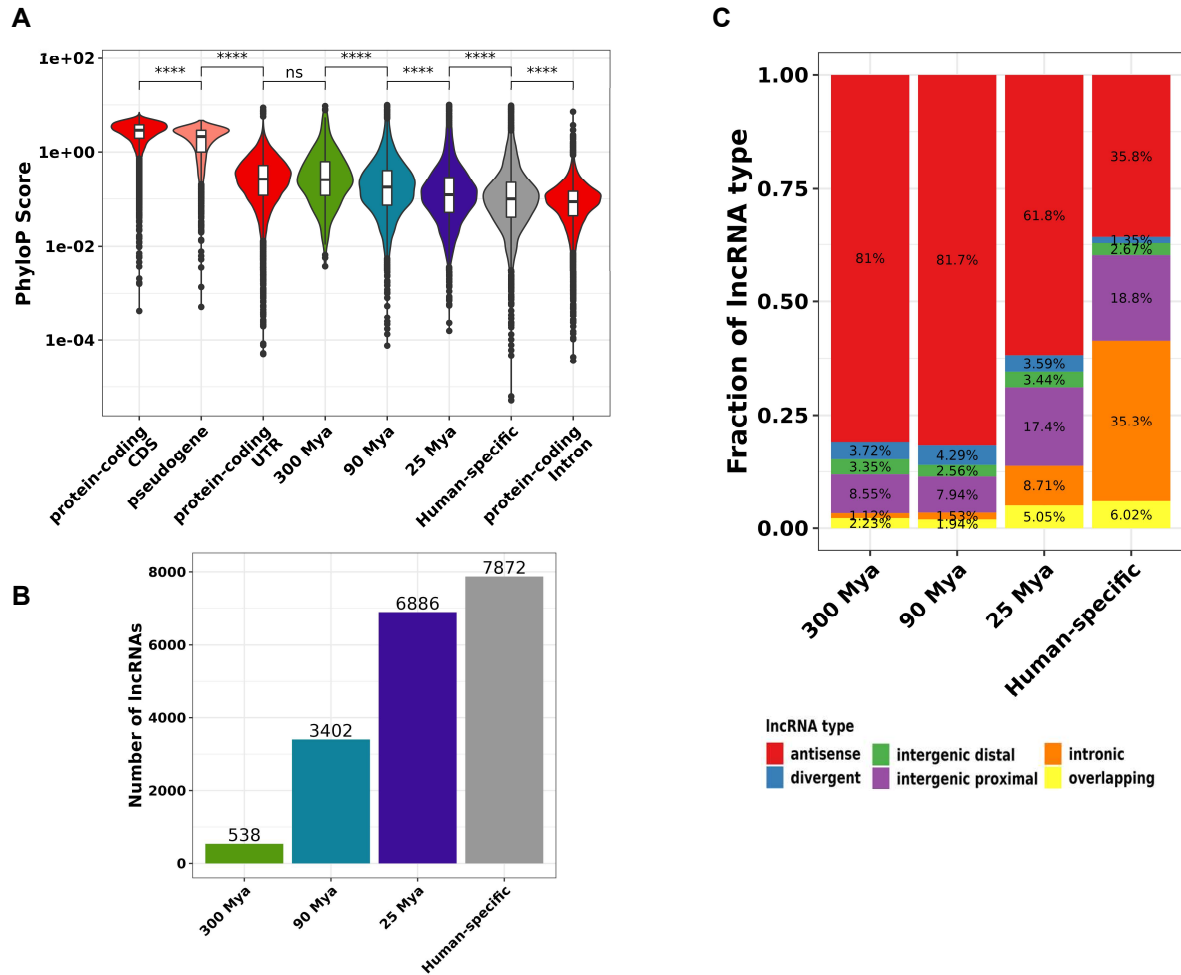 A
PhyloP Score
1e+02
1e+00
1e-02
1e-04
****
****
ns
****
****
****
****
protein-coding
CDS
pseudogene
protein-coding
UTR
300 Mya
90 Mya
25 Mya
Human-specific
protein-coding
Intron
B
Number of lncRNAs
8000
6000
4000
2000
0
538
3402
6886
7872
300 Mya
90 Mya
25 Mya
Human-specific
C
Fraction of lncRNA type
1.00
0.75
0.50
0.25
0.00
81%
3.72%
3.35%
8.55%
1.12%
2.23%
81.7%
4.29%
2.56%
7.94%
1.53%
1.94%
61.8%
3.59%
3.44%
17.4%
8.71%
5.05%
35.8%
1.35%
2.67%
18.8%
35.3%
6.02%
300 Mya
90 Mya
25 Mya
Human-specific
lncRNA type
antisense
divergent
intergenic distal
intergenic proximal
intronic
overlapping